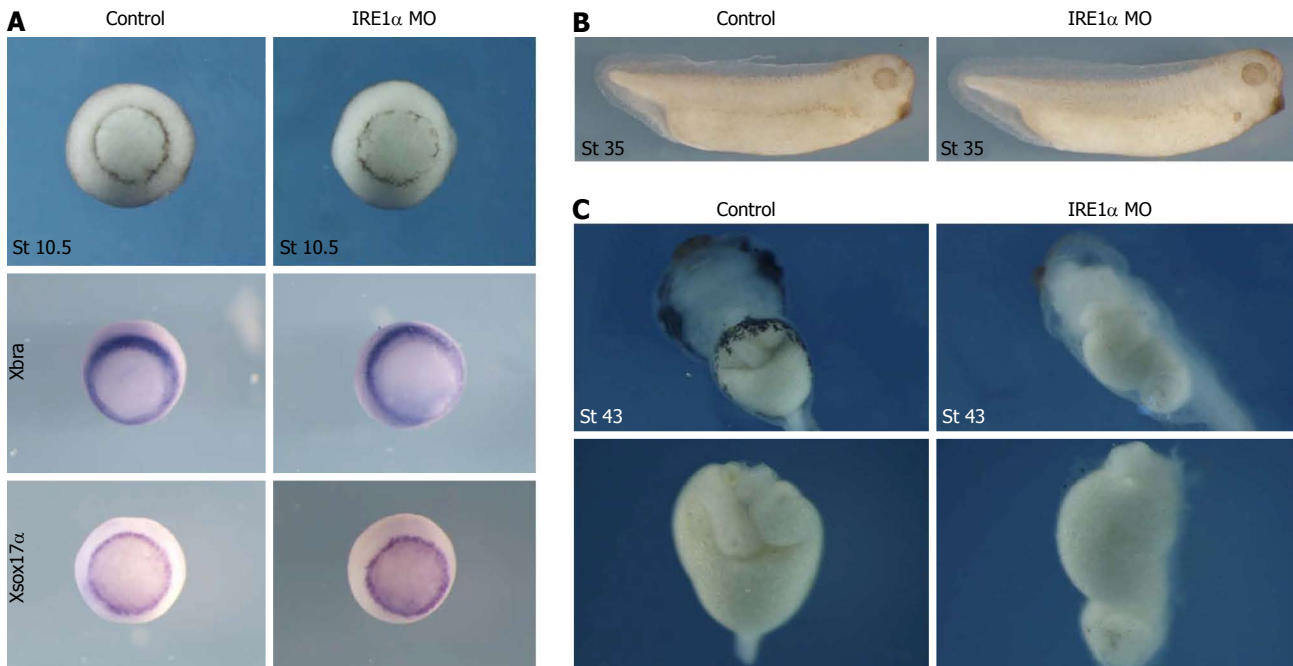 A
Control
IRE1α MO
St 10.5
St 10.5
Xbra
Xsox17α
B
Control
IRE1α MO
St 35
St 35
C
Control
IRE1α MO
St 43
St 43